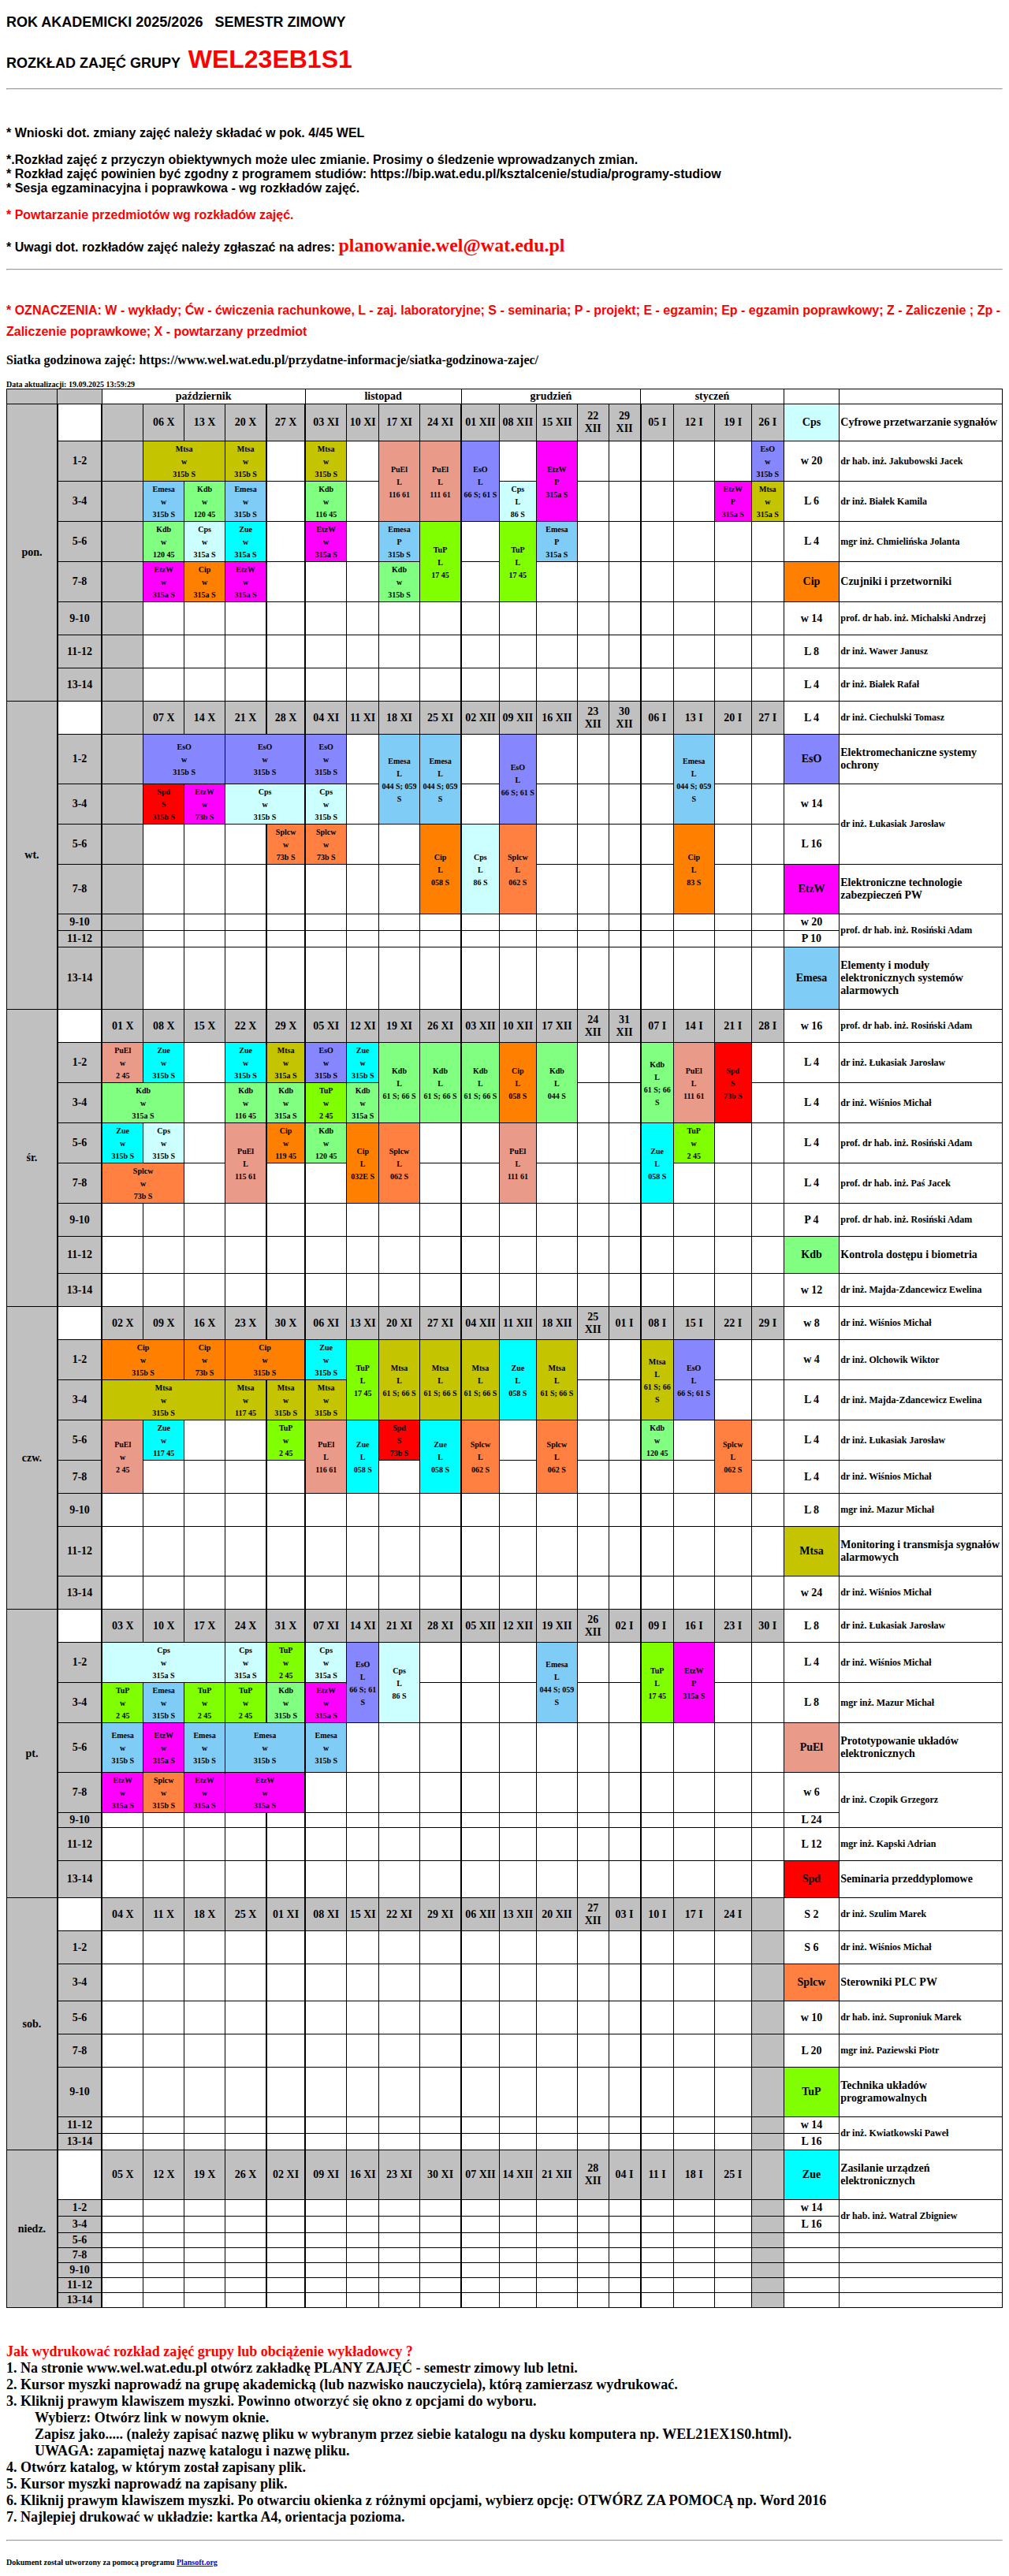 ROK AKADEMICKI 2025/2026 SEMESTR ZIMOWY
ROZKŁAD ZAJĘĆ GRUPY WEL23EB1S1
* Wnioski dot. zmiany zajęć należy składać w pok. 4/45 WEL
*.Rozkład zajęć z przyczyn obiektywnych może ulec zmianie. Prosimy o śledzenie wprowadzanych zmian.
* Rozkład zajęć powinien być zgodny z programem studiów: https://bip.wat.edu.pl/ksztalcenie/studia/programy-studiow
* Sesja egzaminacyjna i poprawkowa - wg rozkładów zajęć.
* Powtarzanie przedmiotów wg rozkładów zajęć.
* Uwagi dot. rozkładów zajęć należy zgłaszać na adres: planowanie.wel@wat.edu.pl
* OZNACZENIA: W - wykłady; Ćw - ćwiczenia rachunkowe, L - zaj. laboratoryjne; S - seminaria; P - projekt; E - egzamin; Ep - egzamin poprawkowy; Z - Zaliczenie ; Zp -
Zaliczenie poprawkowe; X - powtarzany przedmiot
Siatka godzinowa zajęć: https://www.wel.wat.edu.pl/przydatne-informacje/siatka-godzinowa-zajec/
Data aktualizacji: 19.09.2025 13:59:29
październik listopad grudzień styczeń
pon. 06 X 13 X 20 X 27 X 03 XI 10 XI 17 XI 24 XI 01 XII 08 XII 15 XII 22 XII 29 XII 05 I 12 I 19 I 26 I Cps Cyfrowe przetwarzanie sygnałów
1-2 Mtsa w 315b S Mtsa w 315b S Mtsa w 315b S PuEl L 116 61 PuEl L 111 61 EsO L 66 S; 61 S EtzW P 315a S EsO w 315b S w 20 dr hab. inż. Jakubowski Jacek
3-4 Emesa w 315b S Kdb w 120 45 Emesa w 315b S Kdb w 116 45 Cps L 86 S EtzW P 315a S Mtsa w 315a S L 6 dr inż. Białek Kamila
5-6 Kdb w 120 45 Cps w 315a S Zue w 315a S EtzW w 315a S Emesa P 315b S TuP L 17 45 TuP L 17 45 Emesa P 315a S L 4 mgr inż. Chmielińska Jolanta
7-8 EtzW w 315a S Cip w 315a S EtzW w 315a S Kdb w 315b S Cip Czujniki i przetworniki
9-10 w 14 prof. dr hab. inż. Michalski Andrzej
11-12 L 8 dr inż. Wawer Janusz
13-14 L 4 dr inż. Białek Rafał
wt. 07 X 14 X 21 X 28 X 04 XI 11 XI 18 XI 25 XI 02 XII 09 XII 16 XII 23 XII 30 XII 06 I 13 I 20 I 27 I L 4 dr inż. Ciechulski Tomasz
1-2 EsO w 315b S EsO w 315b S EsO w 315b S Emesa L 044 S; 059 S Emesa L 044 S; 059 S EsO L 66 S; 61 S Emesa L 044 S; 059 S EsO Elektromechaniczne systemy ochrony
3-4 Spd S 315b S EtzW w 73b S Cps w 315b S Cps w 315b S w 14 dr inż. Łukasiak Jarosław
5-6 Splcw w 73b S Splcw w 73b S Cip L 058 S Cps L 86 S Splcw L 062 S Cip L 83 S L 16
7-8 EtzW Elektroniczne technologie zabezpieczeń PW
9-10 w 20 prof. dr hab. inż. Rosiński Adam
11-12 P 10
13-14 Emesa Elementy i moduły elektronicznych systemów alarmowych
śr. 01 X 08 X 15 X 22 X 29 X 05 XI 12 XI 19 XI 26 XI 03 XII 10 XII 17 XII 24 XII 31 XII 07 I 14 I 21 I 28 I w 16 prof. dr hab. inż. Rosiński Adam
1-2 PuEl w 2 45 Zue w 315b S Zue w 315b S Mtsa w 315a S EsO w 315b S Zue w 315b S Kdb L 61 S; 66 S Kdb L 61 S; 66 S Kdb L 61 S; 66 S Cip L 058 S Kdb L 044 S Kdb L 61 S; 66 S PuEl L 111 61 Spd S 73b S L 4 dr inż. Łukasiak Jarosław
3-4 Kdb w 315a S Kdb w 116 45 Kdb w 315a S TuP w 2 45 Kdb w 315a S L 4 dr inż. Wiśnios Michał
5-6 Zue w 315b S Cps w 315b S PuEl L 115 61 Cip w 119 45 Kdb w 120 45 Cip L 032E S Splcw L 062 S PuEl L 111 61 Zue L 058 S TuP w 2 45 L 4 prof. dr hab. inż. Rosiński Adam
7-8 Splcw w 73b S L 4 prof. dr hab. inż. Paś Jacek
9-10 P 4 prof. dr hab. inż. Rosiński Adam
11-12 Kdb Kontrola dostępu i biometria
13-14 w 12 dr inż. Majda-Zdancewicz Ewelina
czw. 02 X 09 X 16 X 23 X 30 X 06 XI 13 XI 20 XI 27 XI 04 XII 11 XII 18 XII 25 XII 01 I 08 I 15 I 22 I 29 I w 8 dr inż. Wiśnios Michał
1-2 Cip w 315b S Cip w 73b S Cip w 315b S Zue w 315b S TuP L 17 45 Mtsa L 61 S; 66 S Mtsa L 61 S; 66 S Mtsa L 61 S; 66 S Zue L 058 S Mtsa L 61 S; 66 S Mtsa L 61 S; 66 S EsO L 66 S; 61 S w 4 dr inż. Olchowik Wiktor
3-4 Mtsa w 315b S Mtsa w 117 45 Mtsa w 315b S Mtsa w 315b S L 4 dr inż. Majda-Zdancewicz Ewelina
5-6 PuEl w 2 45 Zue w 117 45 TuP w 2 45 PuEl L 116 61 Zue L 058 S Spd S 73b S Zue L 058 S Splcw L 062 S Splcw L 062 S Kdb w 120 45 Splcw L 062 S L 4 dr inż. Łukasiak Jarosław
7-8 L 4 dr inż. Wiśnios Michał
9-10 L 8 mgr inż. Mazur Michał
11-12 Mtsa Monitoring i transmisja sygnałów alarmowych
13-14 w 24 dr inż. Wiśnios Michał
pt. 03 X 10 X 17 X 24 X 31 X 07 XI 14 XI 21 XI 28 XI 05 XII 12 XII 19 XII 26 XII 02 I 09 I 16 I 23 I 30 I L 8 dr inż. Łukasiak Jarosław
1-2 Cps w 315a S Cps w 315a S TuP w 2 45 Cps w 315a S EsO L 66 S; 61 S Cps L 86 S Emesa L 044 S; 059 S TuP L 17 45 EtzW P 315a S L 4 dr inż. Wiśnios Michał
3-4 TuP w 2 45 Emesa w 315b S TuP w 2 45 TuP w 2 45 Kdb w 315b S EtzW w 315a S L 8 mgr inż. Mazur Michał
5-6 Emesa w 315b S EtzW w 315a S Emesa w 315b S Emesa w 315b S Emesa w 315b S PuEl Prototypowanie układów elektronicznych
7-8 EtzW w 315a S Splcw w 315b S EtzW w 315a S EtzW w 315a S w 6 dr inż. Czopik Grzegorz
9-10 L 24
11-12 L 12 mgr inż. Kapski Adrian
13-14 Spd Seminaria przeddyplomowe
sob. 04 X 11 X 18 X 25 X 01 XI 08 XI 15 XI 22 XI 29 XI 06 XII 13 XII 20 XII 27 XII 03 I 10 I 17 I 24 I S 2 dr inż. Szulim Marek
1-2 S 6 dr inż. Wiśnios Michał
3-4 Splcw Sterowniki PLC PW
5-6 w 10 dr hab. inż. Suproniuk Marek
7-8 L 20 mgr inż. Paziewski Piotr
9-10 TuP Technika układów programowalnych
11-12 w 14 dr inż. Kwiatkowski Paweł
13-14 L 16
niedz. 05 X 12 X 19 X 26 X 02 XI 09 XI 16 XI 23 XI 30 XI 07 XII 14 XII 21 XII 28 XII 04 I 11 I 18 I 25 I Zue Zasilanie urządzeń elektronicznych
1-2 w 14 dr hab. inż. Watral Zbigniew
3-4 L 16
5-6
7-8
9-10
11-12
13-14
Jak wydrukować rozkład zajęć grupy lub obciążenie wykładowcy ?
1. Na stronie www.wel.wat.edu.pl otwórz zakładkę PLANY ZAJĘĆ - semestr zimowy lub letni.
2. Kursor myszki naprowadź na grupę akademicką (lub nazwisko nauczyciela), którą zamierzasz wydrukować.
3. Kliknij prawym klawiszem myszki. Powinno otworzyć się okno z opcjami do wyboru.
Wybierz: Otwórz link w nowym oknie.
Zapisz jako..... (należy zapisać nazwę pliku w wybranym przez siebie katalogu na dysku komputera np. WEL21EX1S0.html).
UWAGA: zapamiętaj nazwę katalogu i nazwę pliku.
4. Otwórz katalog, w którym został zapisany plik.
5. Kursor myszki naprowadź na zapisany plik.
6. Kliknij prawym klawiszem myszki. Po otwarciu okienka z różnymi opcjami, wybierz opcję: OTWÓRZ ZA POMOCĄ np. Word 2016
7. Najlepiej drukować w układzie: kartka A4, orientacja pozioma.
Dokument został utworzony za pomocą programu Plansoft.org